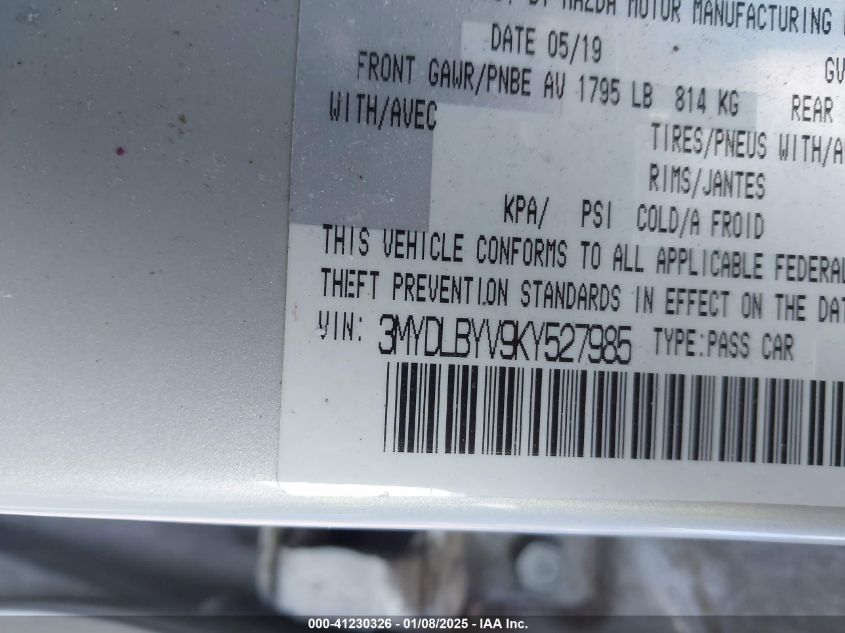 BY MAZDA MOTOR MANUFACTURING
DATE 05/19
GV
FRONT GAWR/PNBE AV 1795 LB 814 KG REAR
WITH/AVEC
TIRES/PNEUS WITH/A
RIMS/JANTES
KPA/ PSI COLD/A FROID
THIS VEHICLE CONFORMS TO ALL APPLICABLE FEDERAL
THEFT PREVENTION STANDARDS IN EFFECT ON THE DAT
VIN: 3MYDLBYV9KY527985 TYPE:PASS CAR
000-41230326 - 01/08/2025 - IAA Inc.